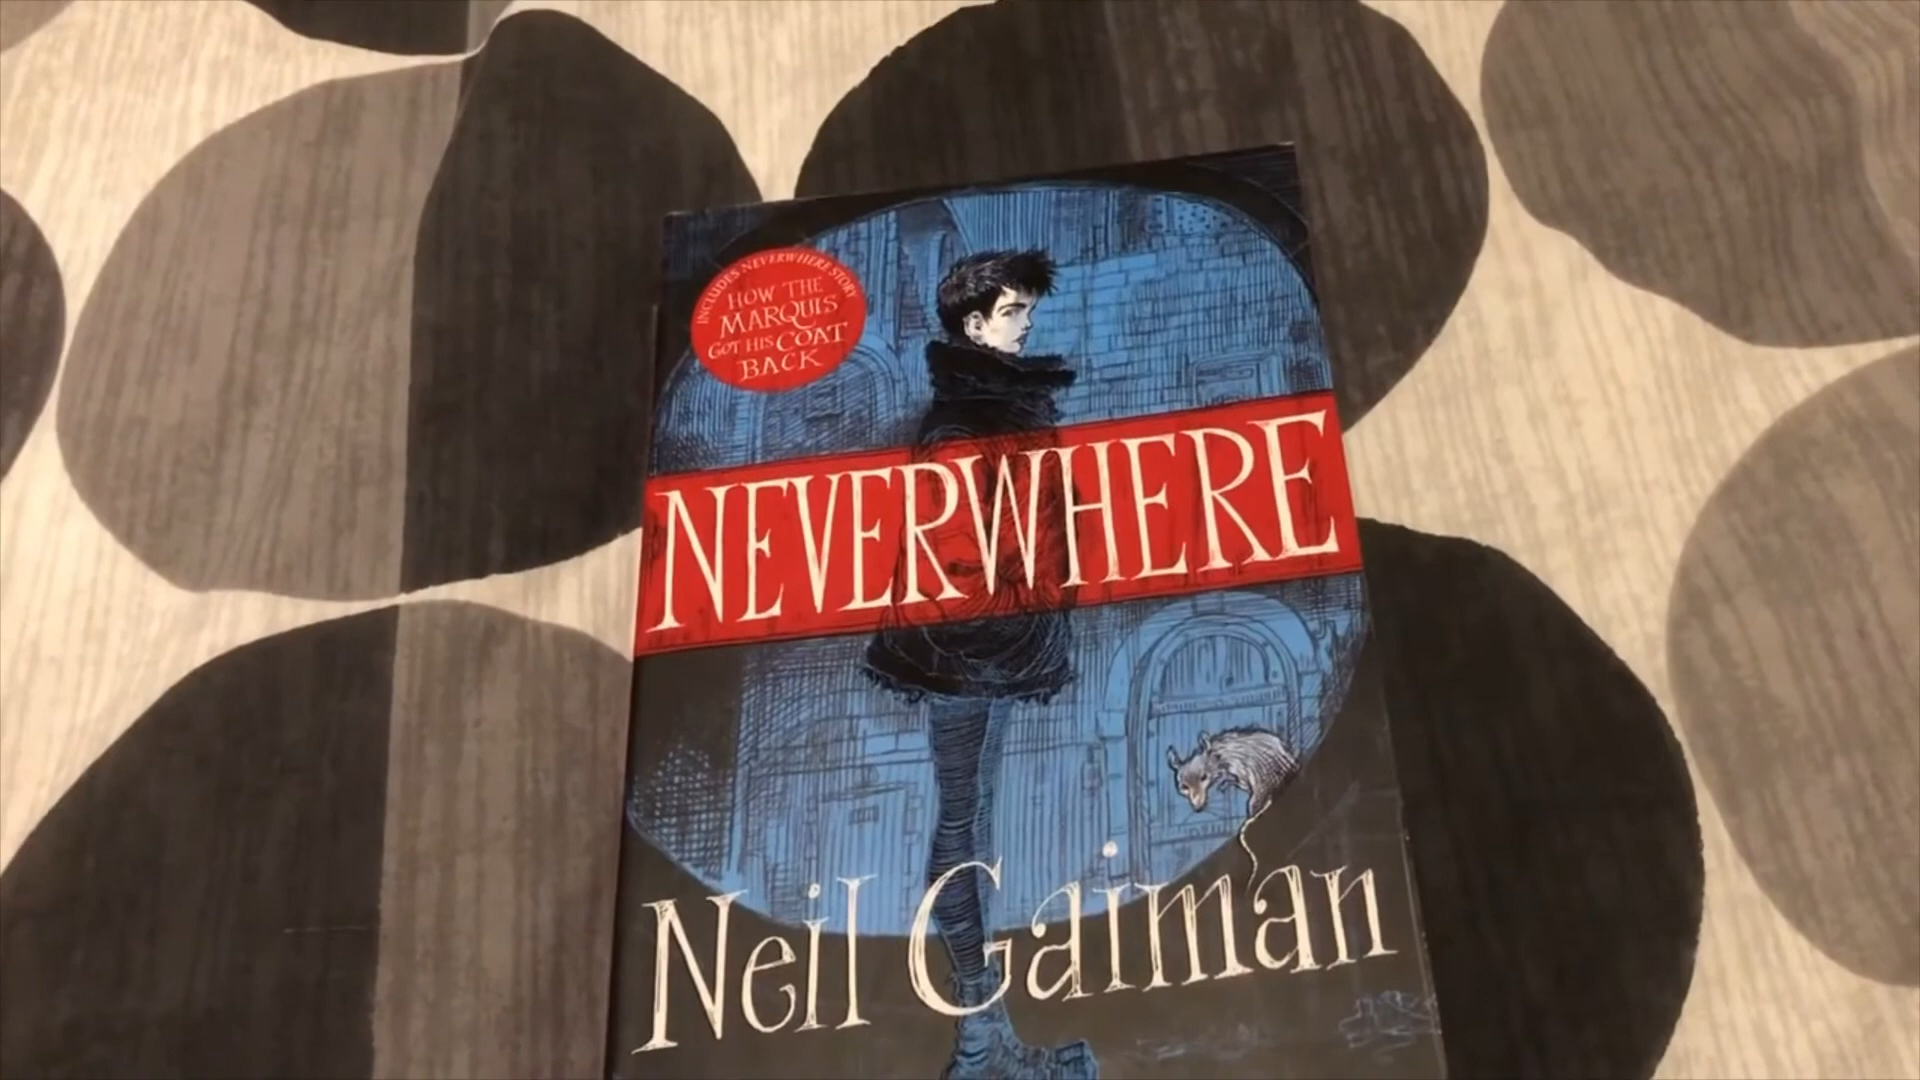 INCLUDES NEVERWHERE STORY
HOW THE
MARQUIS
GOT HIS COAT
BACK
NEVERWHERE
Neil Gaiman